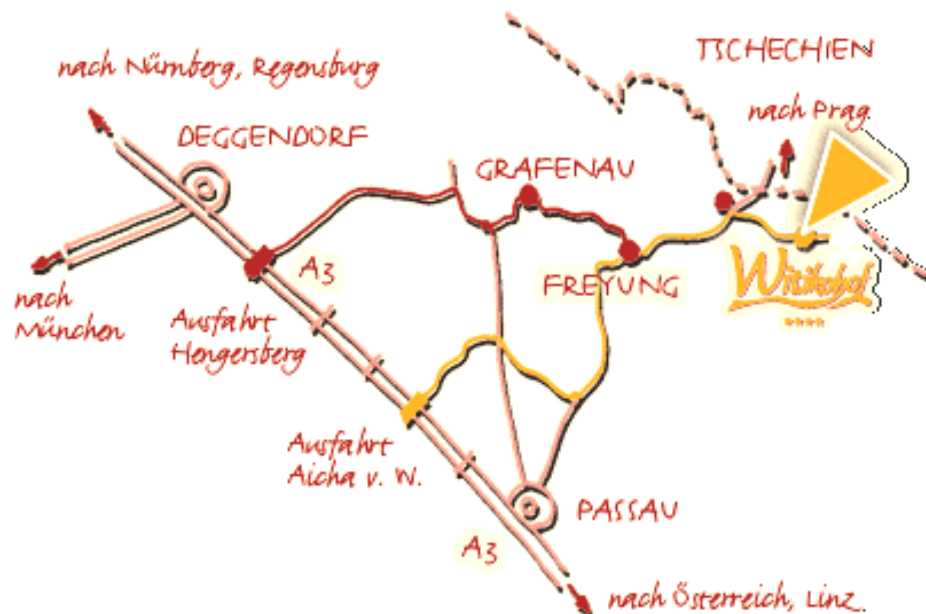 TSCHECHIEN
nach Nürnberg, Regensburg
nach Prag
DEGGENDORF
GRAFENAU
A3
FREYUNG
Witikohof
nach
München
Ausfahrt
Hengersberg
Ausfahrt
Aicha v. W.
PASSAU
A3
nach Österreich, Linz